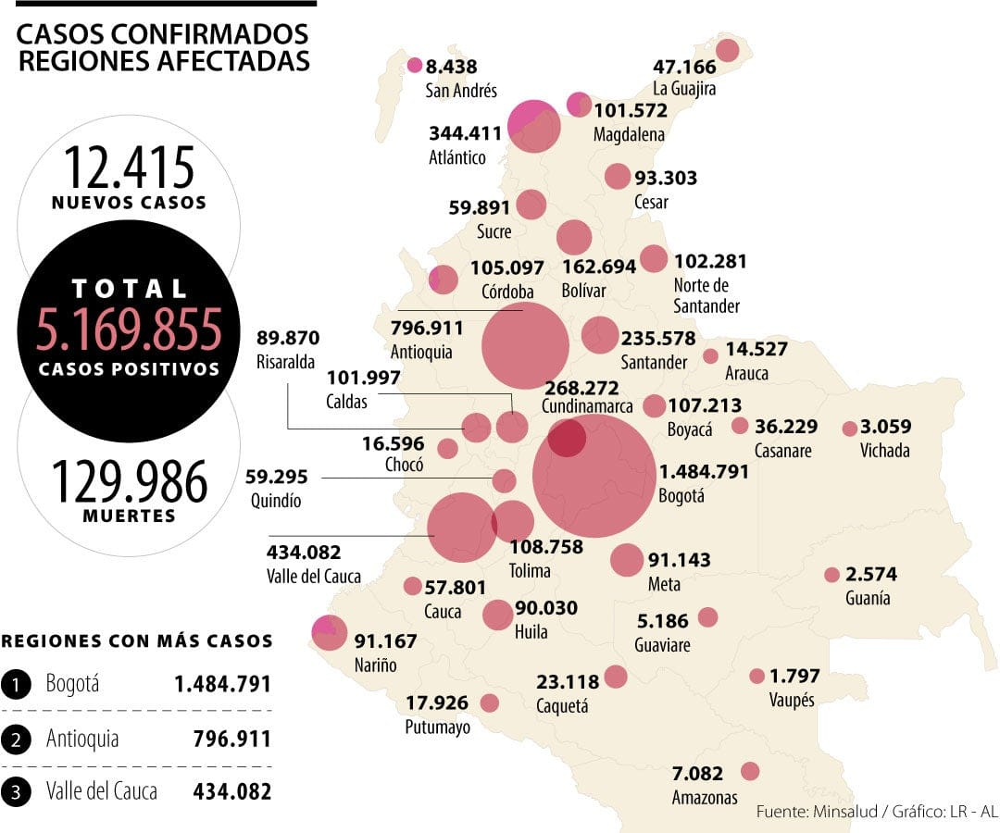 CASOS CONFIRMADOS
REGIONES AFECTADAS
12.415
NUEVOS CASOS
TOTAL
5.169.855
CASOS POSITIVOS
129.986
MUERTES
REGIONES CON MÁS CASOS
1 Bogotá 1.484.791
2 Antioquia 796.911
3 Valle del Cauca 434.082
8.438
San Andrés
47.166
La Guajira
101.572
Magdalena
344.411
Atlántico
93.303
Cesar
59.891
Sucre
105.097
Córdoba
162.694
Bolívar
102.281
Norte de
Santander
796.911
Antioquia
235.578
Santander
14.527
Arauca
89.870
Risaralda
101.997
Caldas
268.272
Cundinamarca
107.213
Boyacá
36.229
Casanare
3.059
Vichada
16.596
Chocó
59.295
Quindío
1.484.791
Bogotá
434.082
Valle del Cauca
108.758
Tolima
91.143
Meta
2.574
Guanía
57.801
Cauca
90.030
Huila
5.186
Guaviare
91.167
Nariño
23.118
Caquetá
1.797
Vaupés
17.926
Putumayo
7.082
Amazonas
Fuente: Minsalud / Gráfico: LR - AL